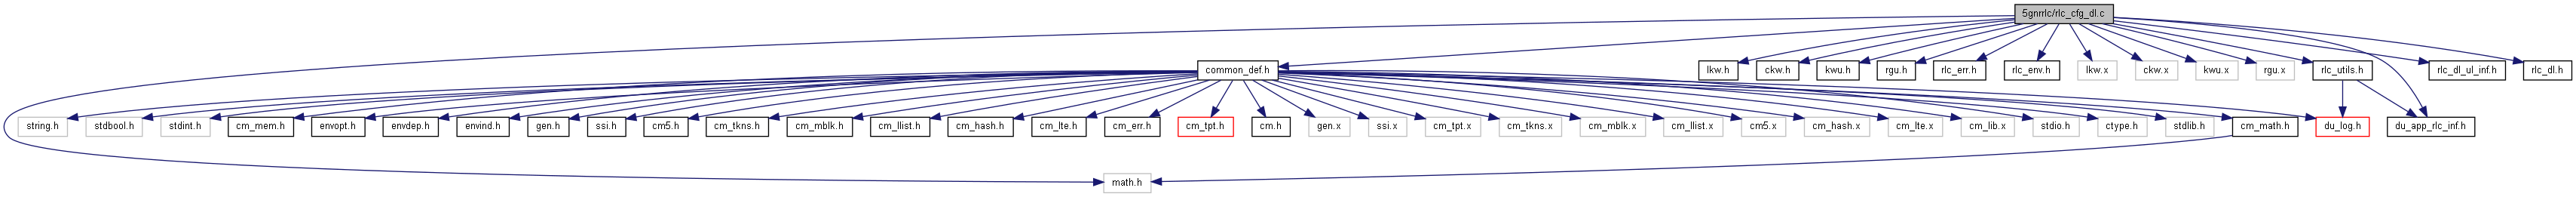 5gnrrlc/rlc_cfg_dl.c
common_def.h
lkw.h
ckw.h
kwu.h
rgu.h
rlc_err.h
rlc_env.h
lkw.x
ckw.x
kwu.x
rgu.x
rlc_utils.h
rlc_dl_ul_inf.h
rlc_dl.h
string.h
stdbool.h
stdint.h
cm_mem.h
envopt.h
envdep.h
envind.h
gen.h
ssi.h
cm5.h
cm_tkns.h
cm_mblk.h
cm_llist.h
cm_hash.h
cm_lte.h
cm_err.h
cm_tpt.h
cm.h
gen.x
ssi.x
cm_tpt.x
cm_tkns.x
cm_mblk.x
cm_llist.x
cm5.x
cm_hash.x
cm_lte.x
cm_lib.x
stdio.h
ctype.h
stdlib.h
cm_math.h
du_log.h
du_app_rlc_inf.h
math.h